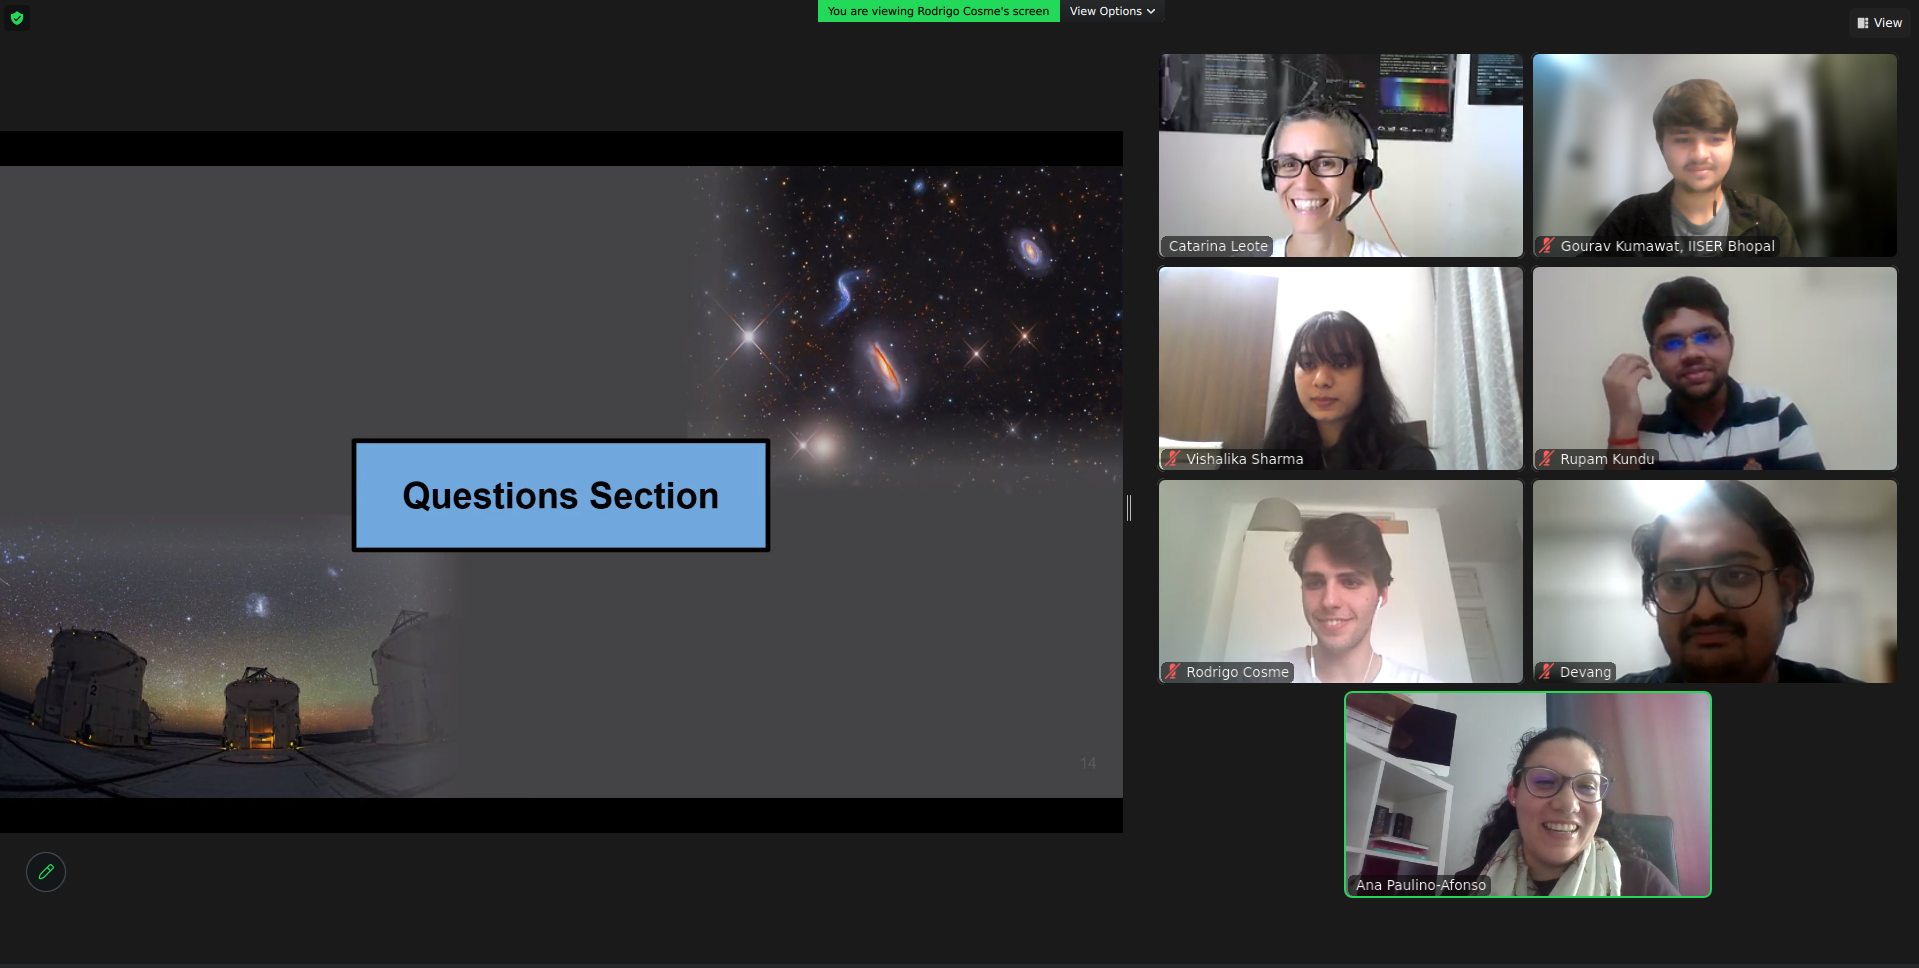 You are viewing Rodrigo Cosme's screen
View Options
View
Catarina Leote
Gourav Kumawat, IISER Bhopal
Vishalika Sharma
Rupam Kundu
Questions Section
2
14
Rodrigo Cosme
Devang
Ana Paulino-Afonso